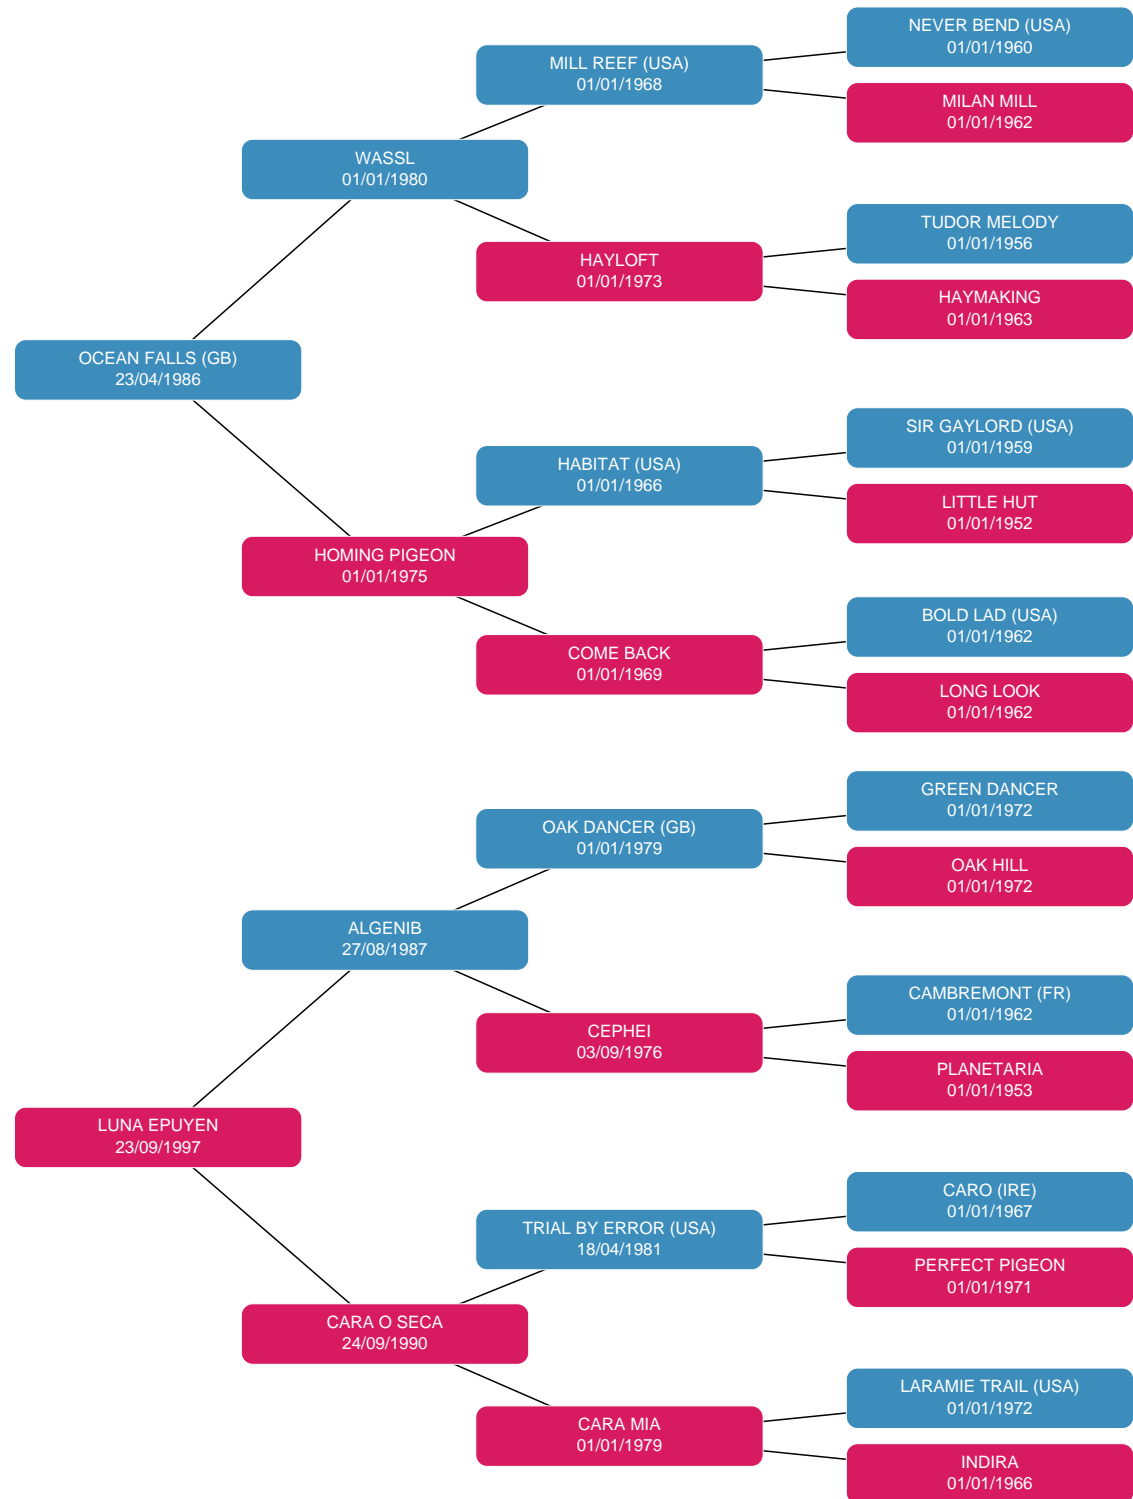 NEVER BEND (USA)
01/01/1960
MILL REEF (USA)
01/01/1968
MILAN MILL
01/01/1962
WASSL
01/01/1980
TUDOR MELODY
01/01/1956
HAYLOFT
01/01/1973
HAYMAKING
01/01/1963
OCEAN FALLS (GB)
23/04/1986
SIR GAYLORD (USA)
01/01/1959
HABITAT (USA)
01/01/1966
LITTLE HUT
01/01/1952
HOMING PIGEON
01/01/1975
BOLD LAD (USA)
01/01/1962
COME BACK
01/01/1969
LONG LOOK
01/01/1962
GREEN DANCER
01/01/1972
OAK DANCER (GB)
01/01/1979
OAK HILL
01/01/1972
ALGENIB
27/08/1987
CAMBREMONT (FR)
01/01/1962
CEPHEI
03/09/1976
PLANETARIA
01/01/1953
LUNA EPUYEN
23/09/1997
CARO (IRE)
01/01/1967
TRIAL BY ERROR (USA)
18/04/1981
PERFECT PIGEON
01/01/1971
CARA O SECA
24/09/1990
LARAMIE TRAIL (USA)
01/01/1972
CARA MIA
01/01/1979
INDIRA
01/01/1966